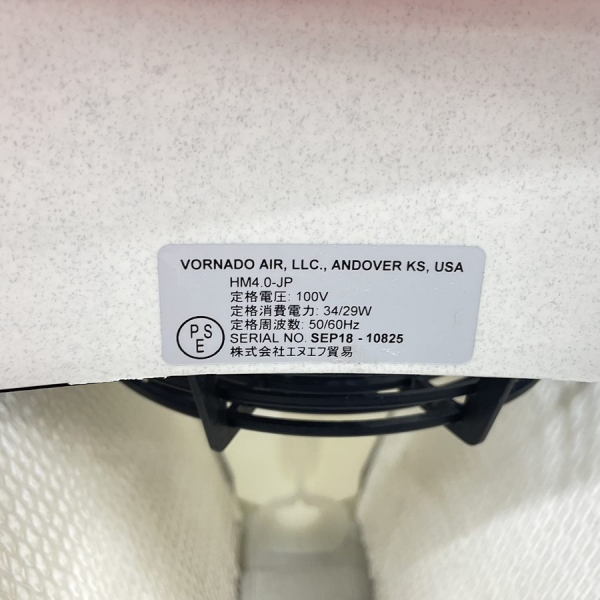 VORNADO AIR, LLC., ANDOVER KS, USA
HM4.0-JP
定格電圧: 100V
定格消費電力: 34/29W
定格周波数: 50/60Hz
PSE
SERIAL NO. SEP18 - 10825
株式会社エヌエフ貿易